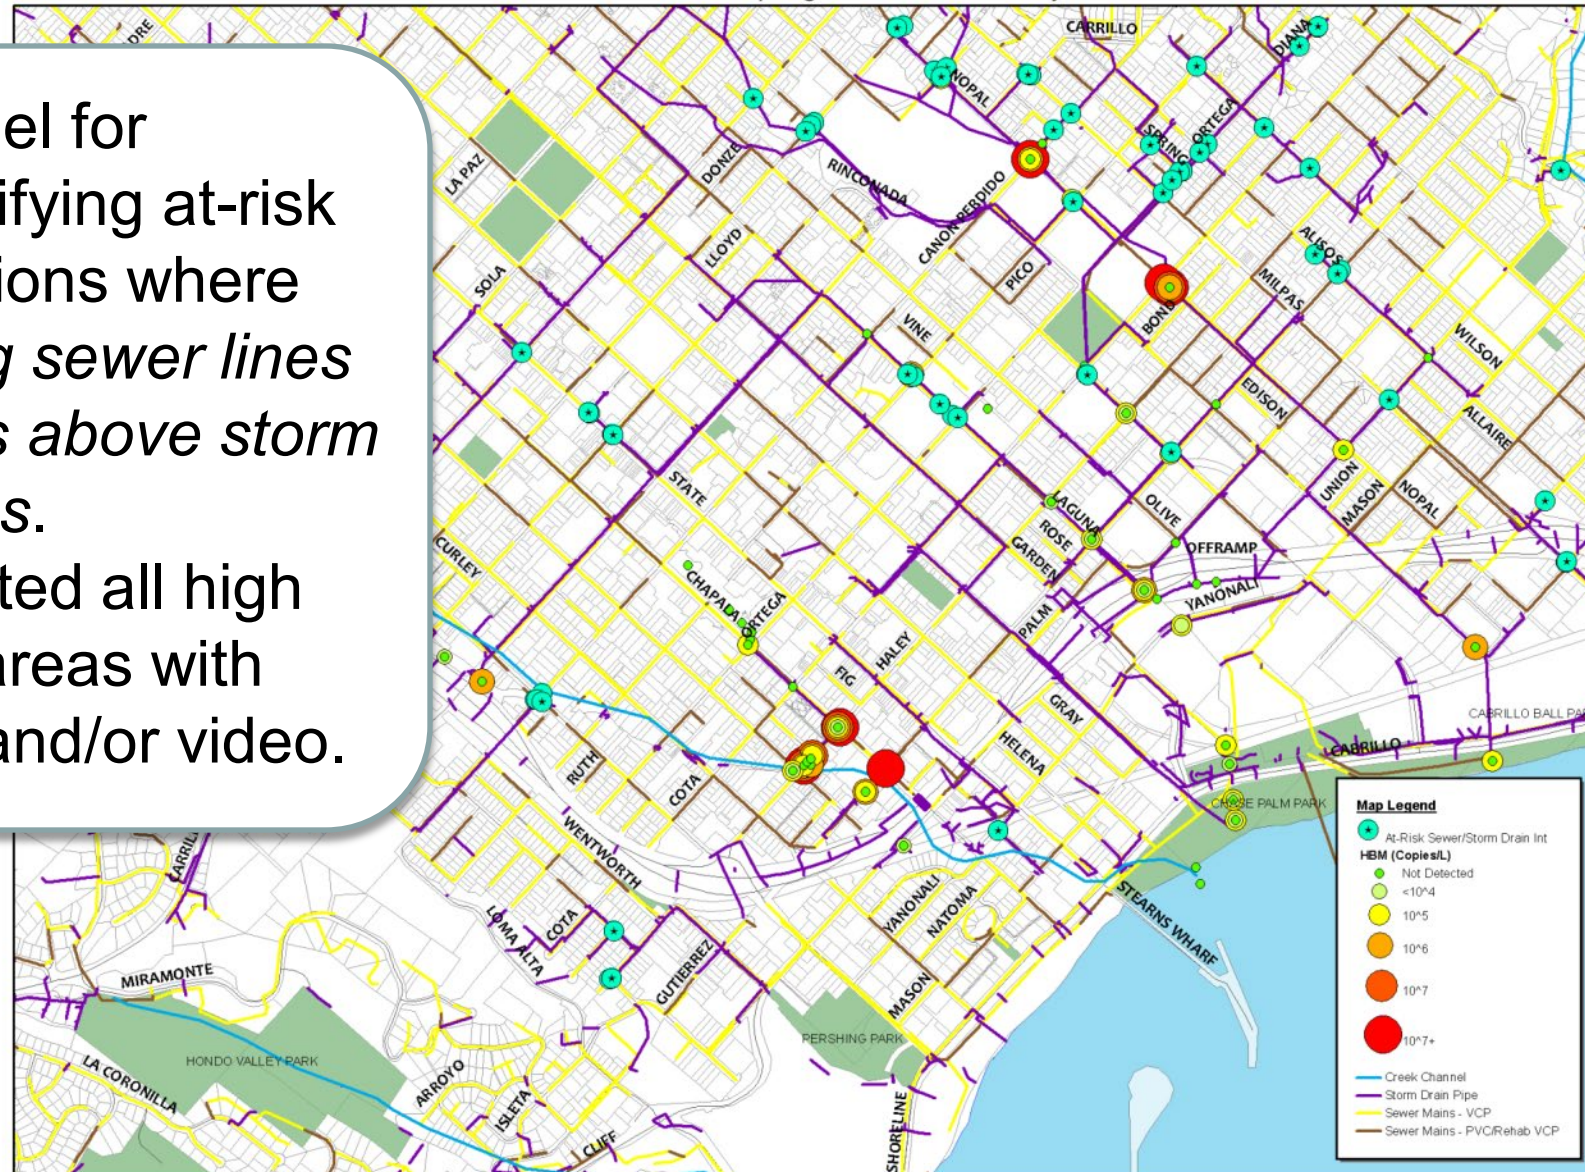 el for
ifying at-risk
ions where
g sewer lines
s above storm
s.
ted all high
areas with
and/or video.
CARRILLO
DIANA
NOPAL
ORTEGA
SPRING
LA PAZ
DONZE
RINCONADA
CANON PERDIDO
PICO
LLOYD
SOLA
ALISOS
MILPAS
BOND
VINE
WILSON
EDISON
ALLAIRE
STATE
UNION
MASON
NOPAL
LAGUNA
OLIVE
ROSE
GARDEN
OFFRAMP
CURLEY
CHAPALA
ORTEGA
YANONALI
PALM
HALEY
FIG
GRAY
HELENA
CABRILLO BALL PA
CABRILLO
RUTH
COTA
CHASE PALM PARK
WENTWORTH
CARRIL
STEARNS WHARF
YANONALI
NATOMA
LOMA ALTA
COTA
GUTIERREZ
MIRAMONTE
MASON
PERSHING PARK
HONDO VALLEY PARK
LA CORONILLA
ARROYO
ISLETA
CLIFF
SHORELINE
Map Legend
At-Risk Sewer/Storm Drain Int
HBM (Copies/L)
Not Detected
<10^4
10^5
10^6
10^7
10^7+
Creek Channel
Storm Drain Pipe
Sewer Mains - VCP
Sewer Mains - PVC/Rehab VCP